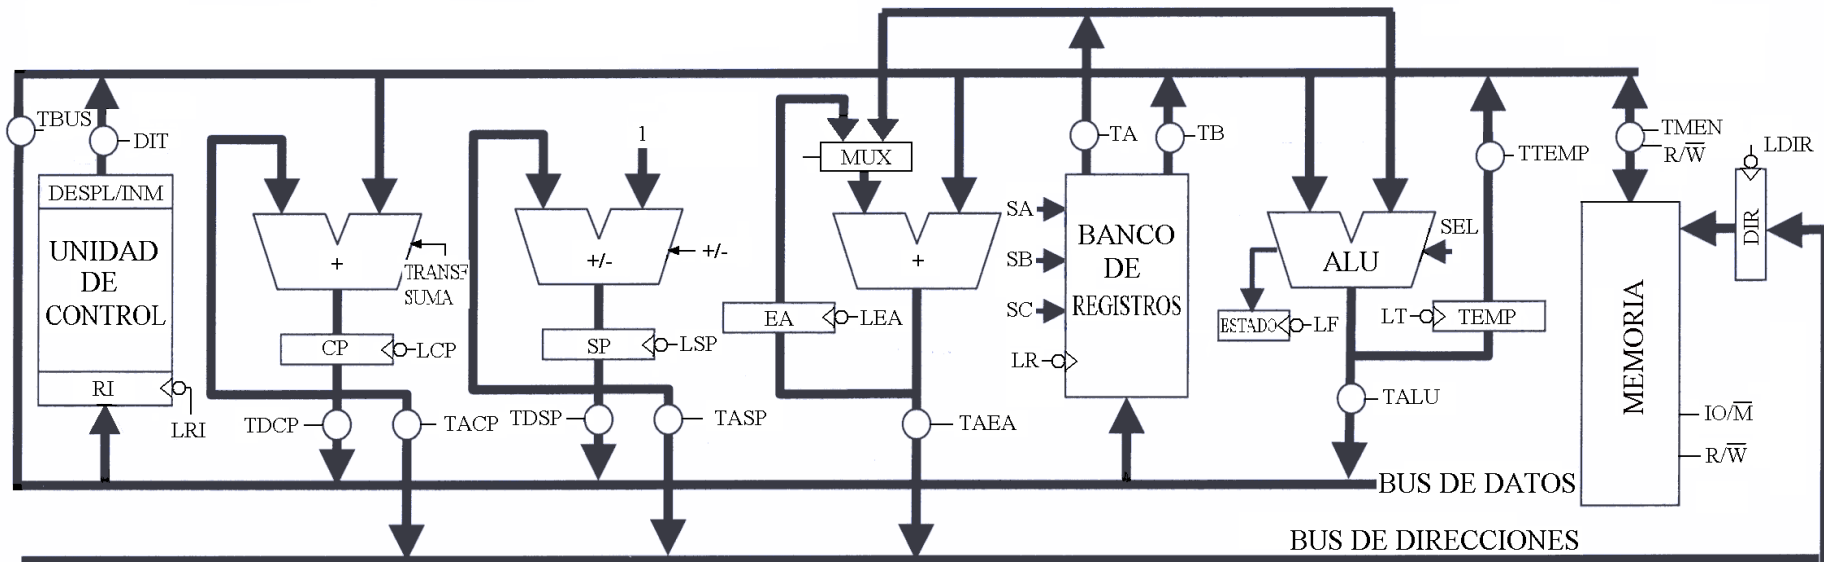 TBUS
DIT
DESPL/INM
UNIDAD
DE
CONTROL
RI
LRI
+
TRANSF
SUMA
CP
LCP
TDCP
TACP
1
+/-
+/-
SP
LSP
TDSP
TASP
MUX
+
EA
LEA
TAEA
TA
TB
SA
SB
SC
LR
BANCO
DE
REGISTROS
ALU
SEL
ESTADO
LF
LT
TEMP
TTEMP
TALU
TMEN
R/W̅
LDIR
DIR
MEMORIA
IO/M̅
R/W̅
BUS DE DATOS
BUS DE DIRECCIONES